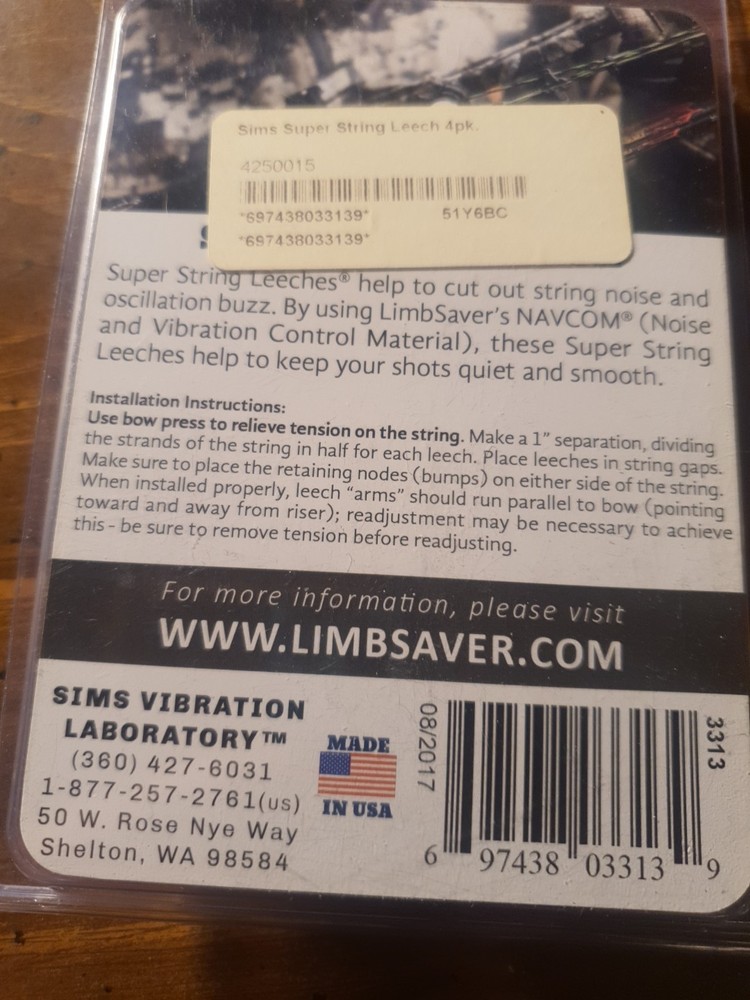 Sims Super String Leech 4pk.
4250015
*697438033139*
51Y6BC
*697438033139*
Super String Leeches® help to cut out string noise and
oscillation buzz. By using LimbSaver's NAVCOM® (Noise
and Vibration Control Material), these Super String
Leeches help to keep your shots quiet and smooth.
Installation Instructions:
Use bow press to relieve tension on the string. Make a 1" separation, dividing
the strands of the string in half for each leech. Place leeches in string gaps.
Make sure to place the retaining nodes (bumps) on either side of the string.
When installed properly, leech "arms" should run parallel to bow (pointing
toward and away from riser); readjustment may be necessary to achieve
this - be sure to remove tension before readjusting.
For more information, please visit
WWW.LIMBSAVER.COM
SIMS VIBRATION
LABORATORY™
(360) 427-6031
1-877-257-2761(us)
50 W. Rose Nye Way
Shelton, WA 98584
MADE
IN USA
08/2017
3313
6 97438 03313 9